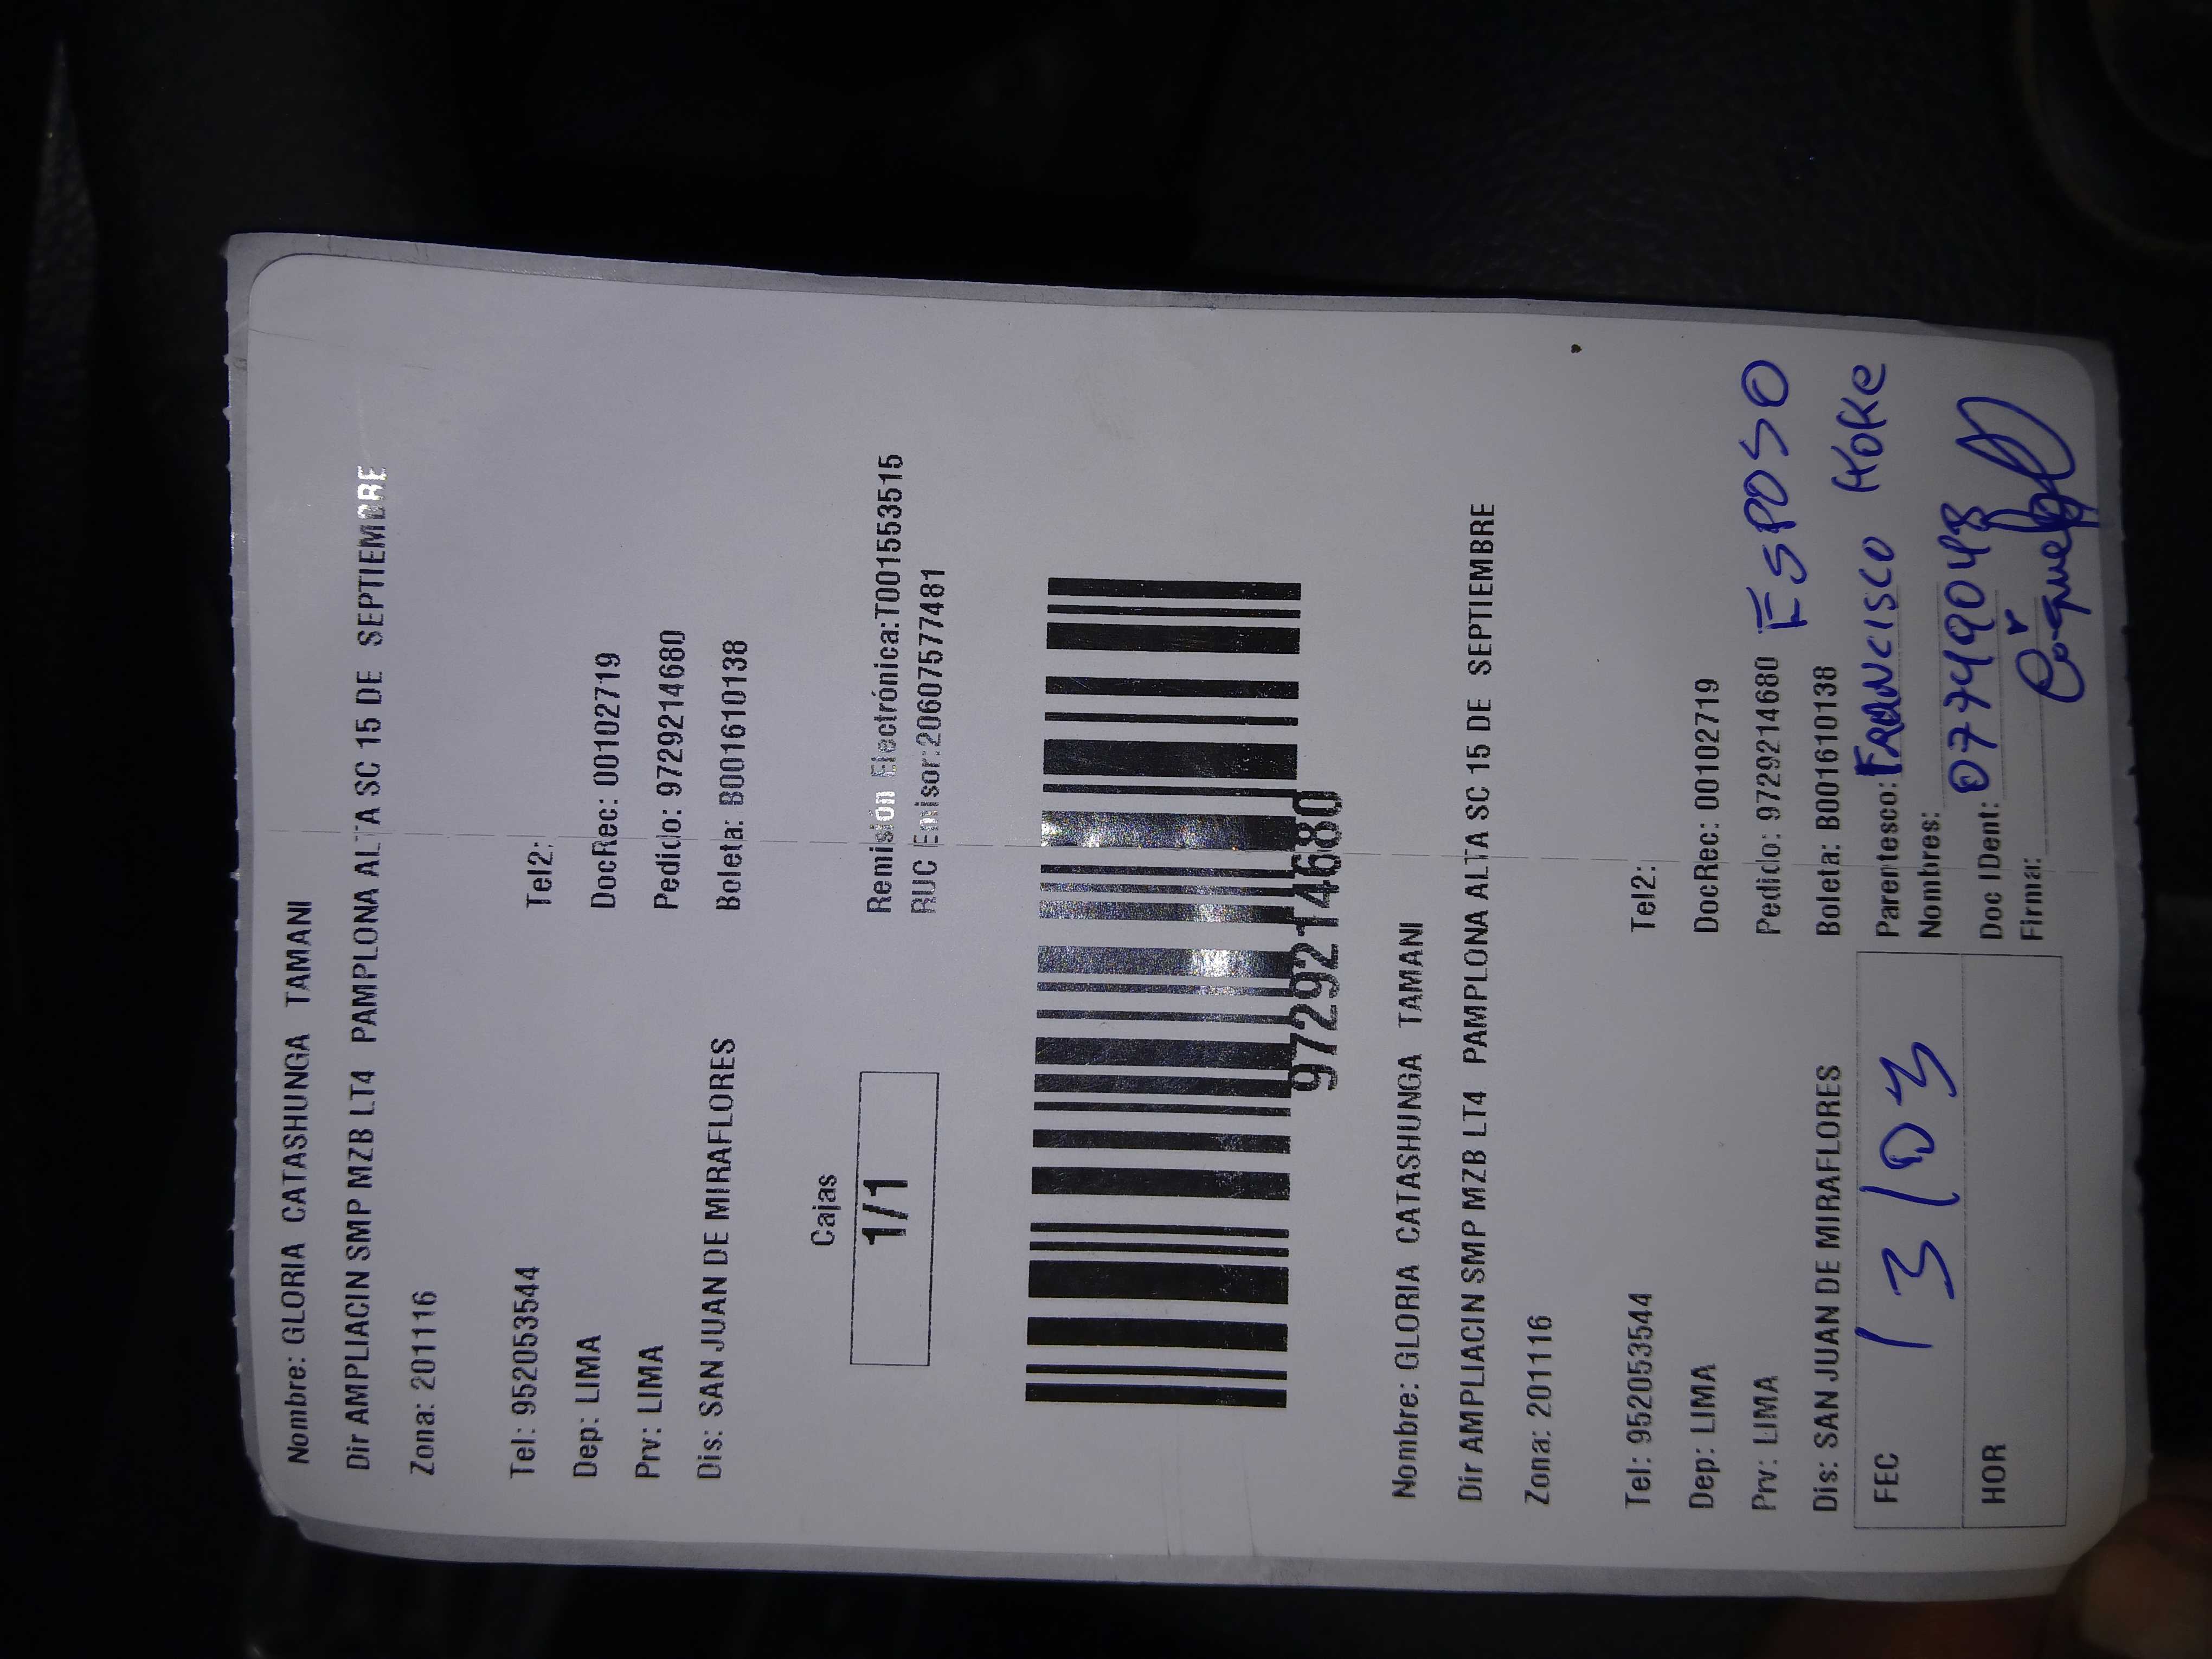 Nombre: GLORIA CATASHUNGA TAMANI
Dir AMPLIACIN SMP MZB LT4 PAMPLONA ALTA SC 15 DE SEPTIEMBRE
Zona: 201116
Tel: 952053544 Tel2:
Dep: LIMA DocRec: 00102719
Prv: LIMA Pedido: 9729214680
Dis: SAN JUAN DE MIRAFLORES Boleta: B001610138
Cajas
1/1
Remisión Electrónica:T001553515
RUC Emisor:20607577481
9729214680
Nombre: GLORIA CATASHUNGA TAMANI
Dir AMPLIACIN SMP MZB LT4 PAMPLONA ALTA SC 15 DE SEPTIEMBRE
Zona: 201116
Tel: 952053544 Tel2:
Dep: LIMA DocRec: 00102719
Prv: LIMA Pedido: 9729214680 ESPOSO
Dis: SAN JUAN DE MIRAFLORES Boleta: B001610138
FEC 13/03 Parentesco: FRANCISCO
Nombres:
HOR Doc IDent: 07749048
Firma: